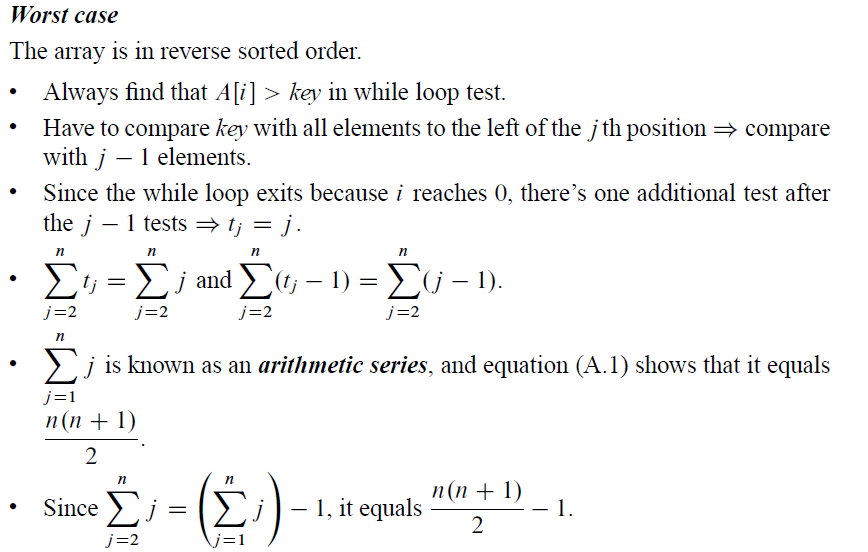 Worst case
The array is in reverse sorted order.
• Always find that A[i] > key in while loop test.
• Have to compare key with all elements to the left of the j th position ⇒ compare
with j − 1 elements.
• Since the while loop exits because i reaches 0, there’s one additional test after
the j − 1 tests ⇒ t_j = j.
• \sum_{j=2}^{n} t_j = \sum_{j=2}^{n} j and \sum_{j=2}^{n} (t_j − 1) = \sum_{j=2}^{n} (j − 1).
• \sum_{j=1}^{n} j is known as an arithmetic series, and equation (A.1) shows that it equals
\frac{n(n + 1)}{2}.
• Since \sum_{j=2}^{n} j = \left( \sum_{j=1}^{n} j \right) − 1, it equals \frac{n(n + 1)}{2} − 1.